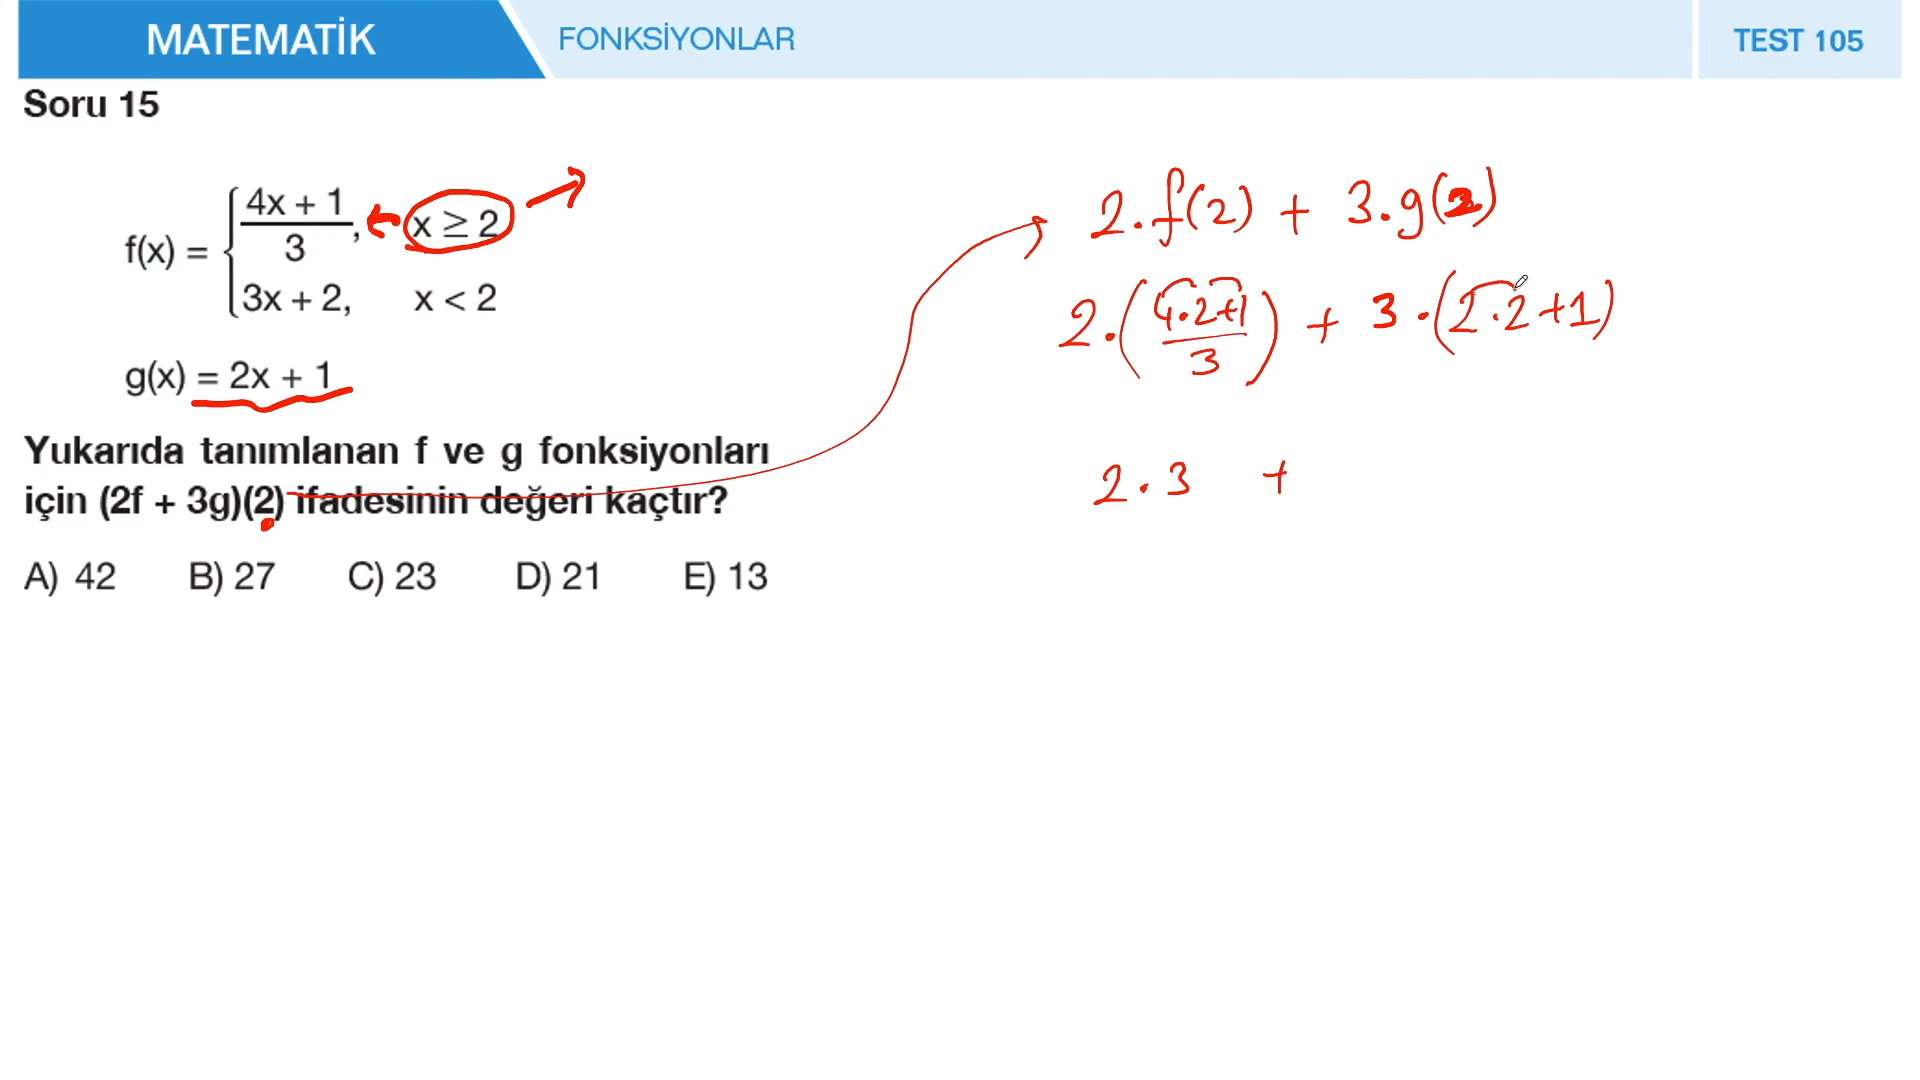 MATEMATİK FONKSİYONLAR TEST 105
Soru 15
f(x) = { (4x + 1)/3, x ≥ 2
3x + 2, x < 2
g(x) = 2x + 1
Yukarıda tanımlanan f ve g fonksiyonları
için (2f + 3g)(2) ifadesinin değeri kaçtır?
A) 42 B) 27 C) 23 D) 21 E) 13
2.f(2) + 3.g(2)
2.((4.2+1)/3) + 3.(2.2+1)
2.3 +